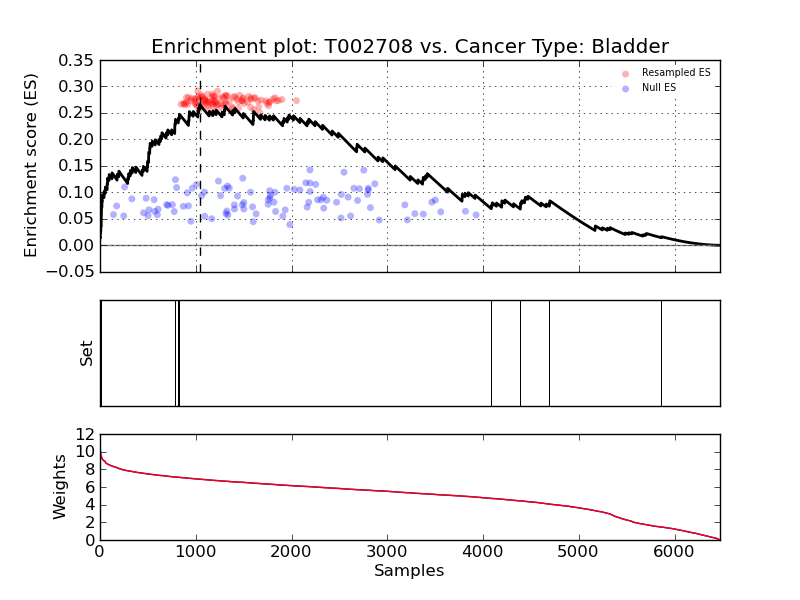 Enrichment plot: T002708 vs. Cancer Type: Bladder
Enrichment score (ES)
0.35
0.30
0.25
0.20
0.15
0.10
0.05
0.00
−0.05
Resampled ES
Null ES
Set
Weights
12
10
8
6
4
2
0
0 1000 2000 3000 4000 5000 6000
Samples